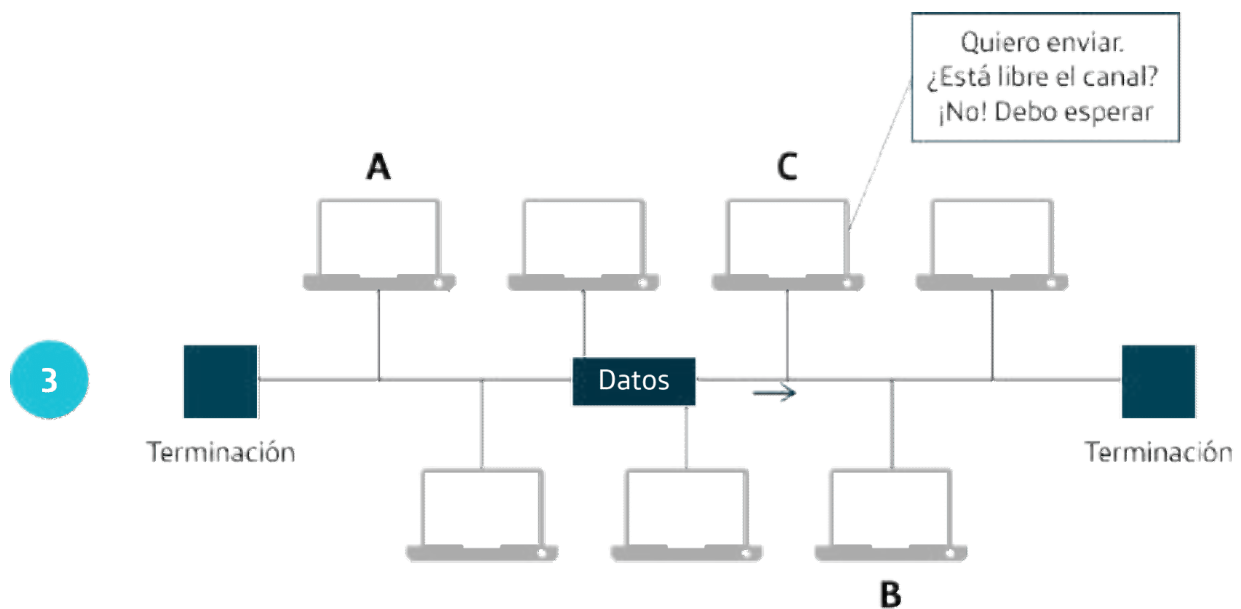 Quiero enviar.
¿Está libre el canal?
¡No! Debo esperar
A
C
3
Datos
Terminación
Terminación
B